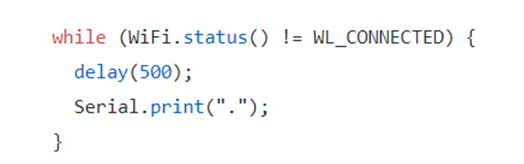 while (WiFi.status() != WL_CONNECTED) {
  delay(500);
  Serial.print(".");
}